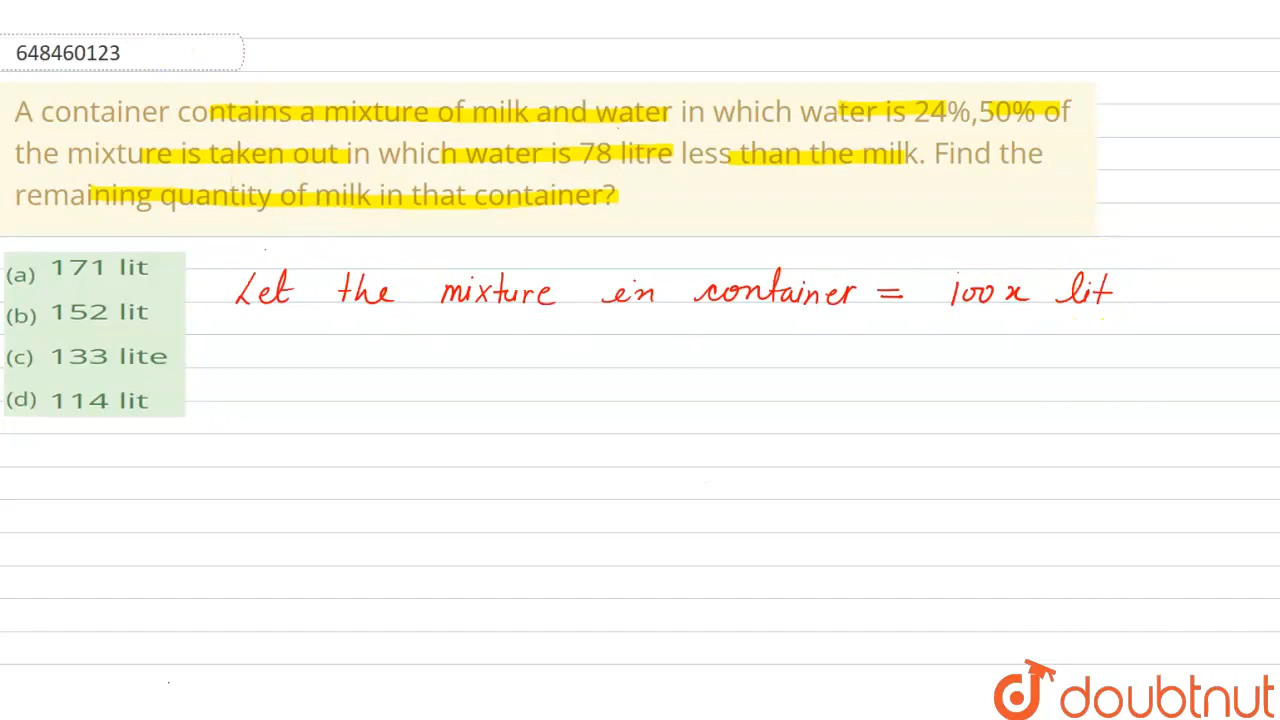 648460123
A container contains a mixture of milk and water in which water is 24%,50% of
the mixture is taken out in which water is 78 litre less than the milk. Find the
remaining quantity of milk in that container?
(a) 171 lit
(b) 152 lit
(c) 133 lite
(d) 114 lit
Let the mixture in container = 100x lit
doubtnut